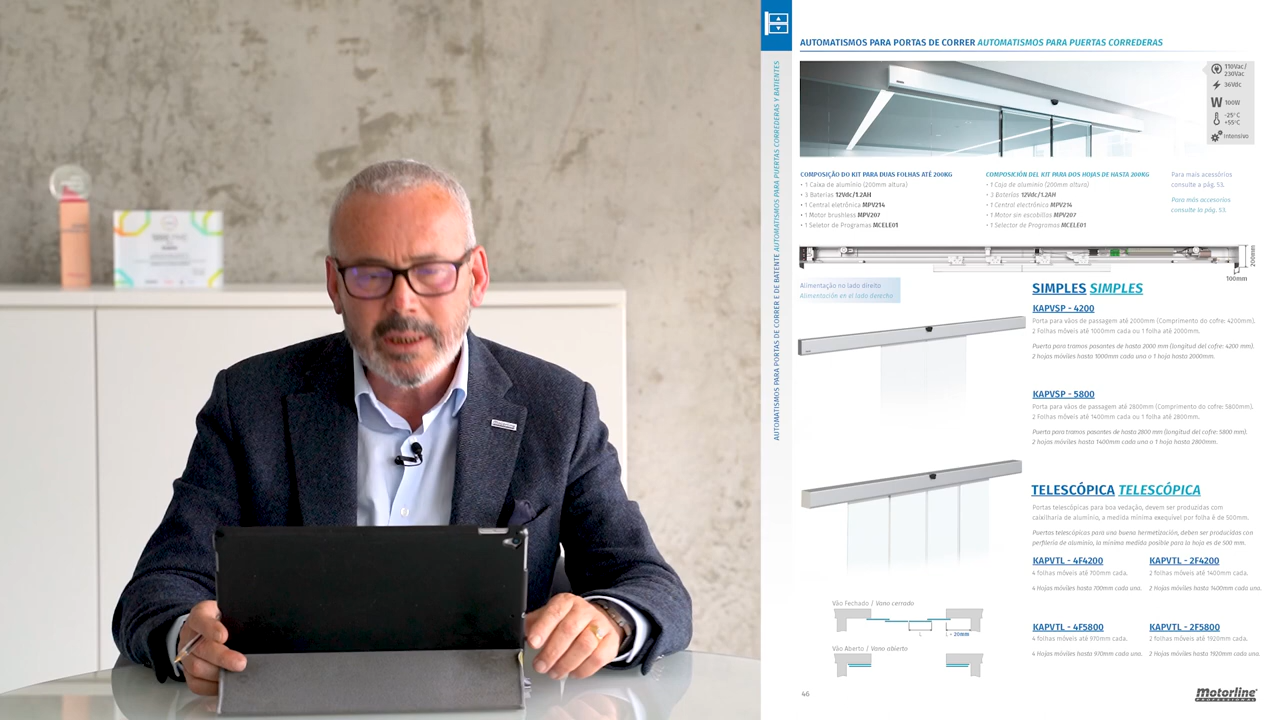 AUTOMATISMOS PARA PORTAS DE CORRER E DE BATENTE AUTOMATISMOS PARA PUERTAS CORREDERAS Y BATIENTES
AUTOMATISMOS PARA PORTAS DE CORRER AUTOMATISMOS PARA PUERTAS CORREDERAS
110Vac/
230Vac
36Vdc
W 100W
-25°C
+55°C
Intensivo
COMPOSIÇÃO DO KIT PARA DUAS FOLHAS ATÉ 200KG
• 1 Caixa de alumínio (200mm altura)
• 3 Baterias 12Vdc/1.2AH
• 1 Central eletrônica MPV214
• 1 Motor brushless MPV207
• 1 Seletor de Programas MCELE01
COMPOSICIÓN DEL KIT PARA DOS HOJAS DE HASTA 200KG
• 1 Caja de aluminio (200mm altura)
• 3 Baterías 12Vdc/1.2AH
• 1 Central electrónica MPV214
• 1 Motor sin escobillas MPV207
• 1 Selector de Programas MCELE01
Para mais acessórios
consulte a pág. 53.
Para más accesorios
consulte la pág. 53.
200mm
100mm
Alimentação no lado direito
Alimentación en el lado derecho
SIMPLES SIMPLES
KAPVSP - 4200
Porta para vãos de passagem até 2000mm (Comprimento do cofre: 4200mm).
2 Folhas móveis até 1000mm cada ou 1 folha até 2000mm.
Puerta para tramos pasantes de hasta 2000 mm (longitud del cofre: 4200 mm).
2 hojas móviles hasta 1000mm cada una o 1 hoja hasta 2000mm.
KAPVSP - 5800
Porta para vãos de passagem até 2800mm (Comprimento do cofre: 5800mm).
2 Folhas móveis até 1400mm cada ou 1 folha até 2800mm.
Puerta para tramos pasantes de hasta 2800 mm (longitud del cofre: 5800 mm).
2 hojas móviles hasta 1400mm cada una o 1 hoja hasta 2800mm.
TELESCÓPICA TELESCÓPICA
Portas telescópicas para boa vedação, devem ser produzidas com
caixilharia de alumínio, a medida mínima exequível por folha é de 500mm.
Puertas telescópicas para una buena hermetización, deben ser producidas con
perfilería de aluminio, la mínima medida posible para la hoja es de 500 mm.
KAPVTL - 4F4200
4 folhas móveis até 700mm cada.
4 Hojas móviles hasta 700mm cada una.
KAPVTL - 2F4200
2 folhas móveis até 1400mm cada.
2 Hojas móviles hasta 1400mm cada una.
KAPVTL - 4F5800
4 folhas móveis até 970mm cada.
4 Hojas móviles hasta 970mm cada una.
KAPVTL - 2F5800
2 folhas móveis até 1920mm cada.
2 Hojas móviles hasta 1920mm cada una.
Vão Fechado / Vano cerrado
L
L + 20mm
Vão Aberto / Vano abierto
46
motorline
PROFESSIONAL